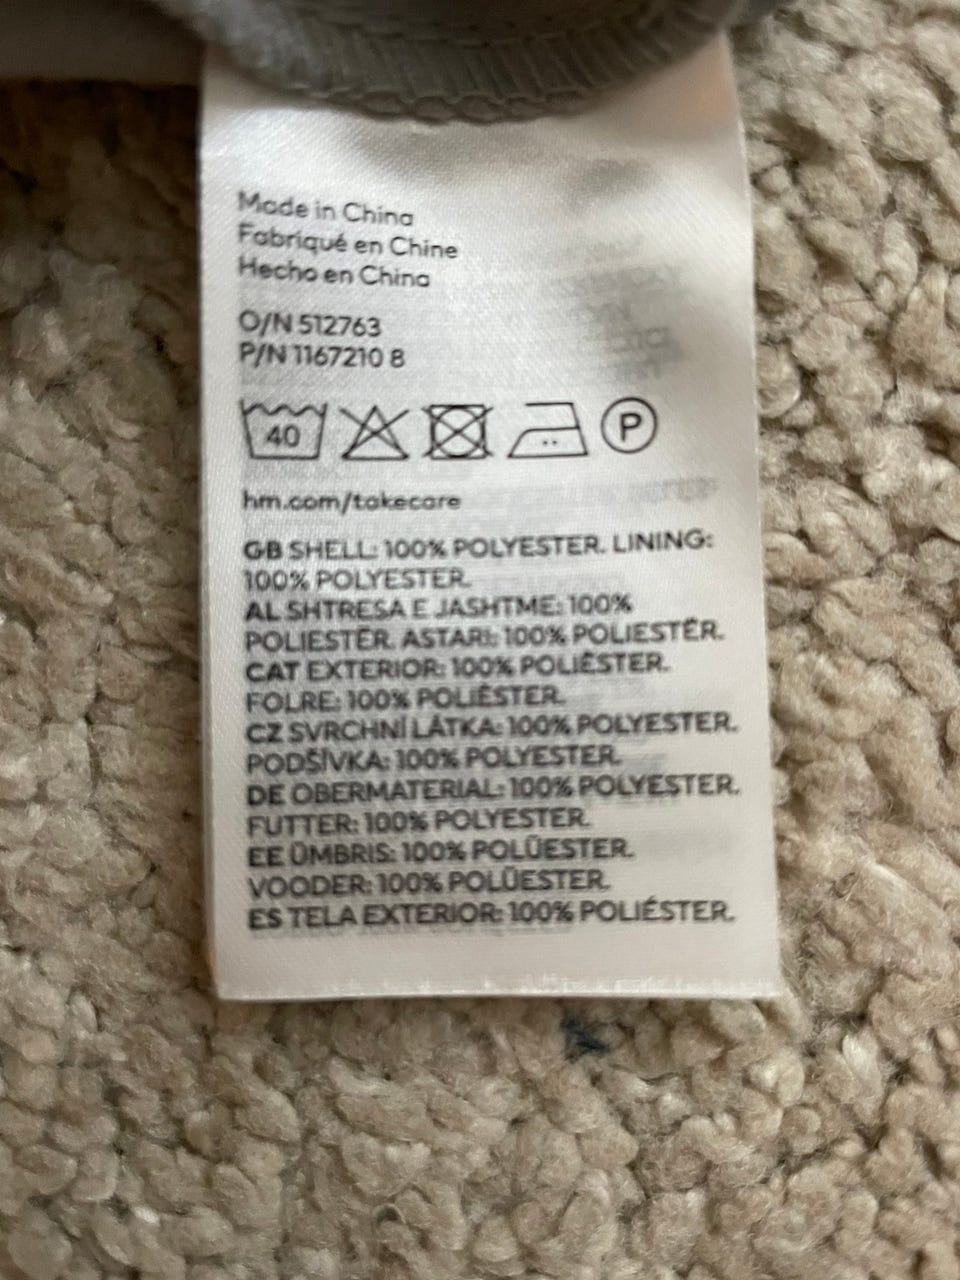 Made in China
Fabriqué en Chine
Hecho en China
O/N 512763
P/N 1167210 8
40 P
hm.com/takecare
GB SHELL: 100% POLYESTER. LINING:
100% POLYESTER.
AL SHTRESA E JASHTME: 100%
POLIESTËR. ASTARI: 100% POLIESTËR.
CAT EXTERIOR: 100% POLIÈSTER.
FOLRE: 100% POLIÈSTER.
CZ SVRCHNÍ LÁTKA: 100% POLYESTER.
PODŠÍVKA: 100% POLYESTER.
DE OBERMATERIAL: 100% POLYESTER.
FUTTER: 100% POLYESTER.
EE ÜMBRIS: 100% POLÜESTER.
VOODER: 100% POLÜESTER.
ES TELA EXTERIOR: 100% POLIÉSTER.